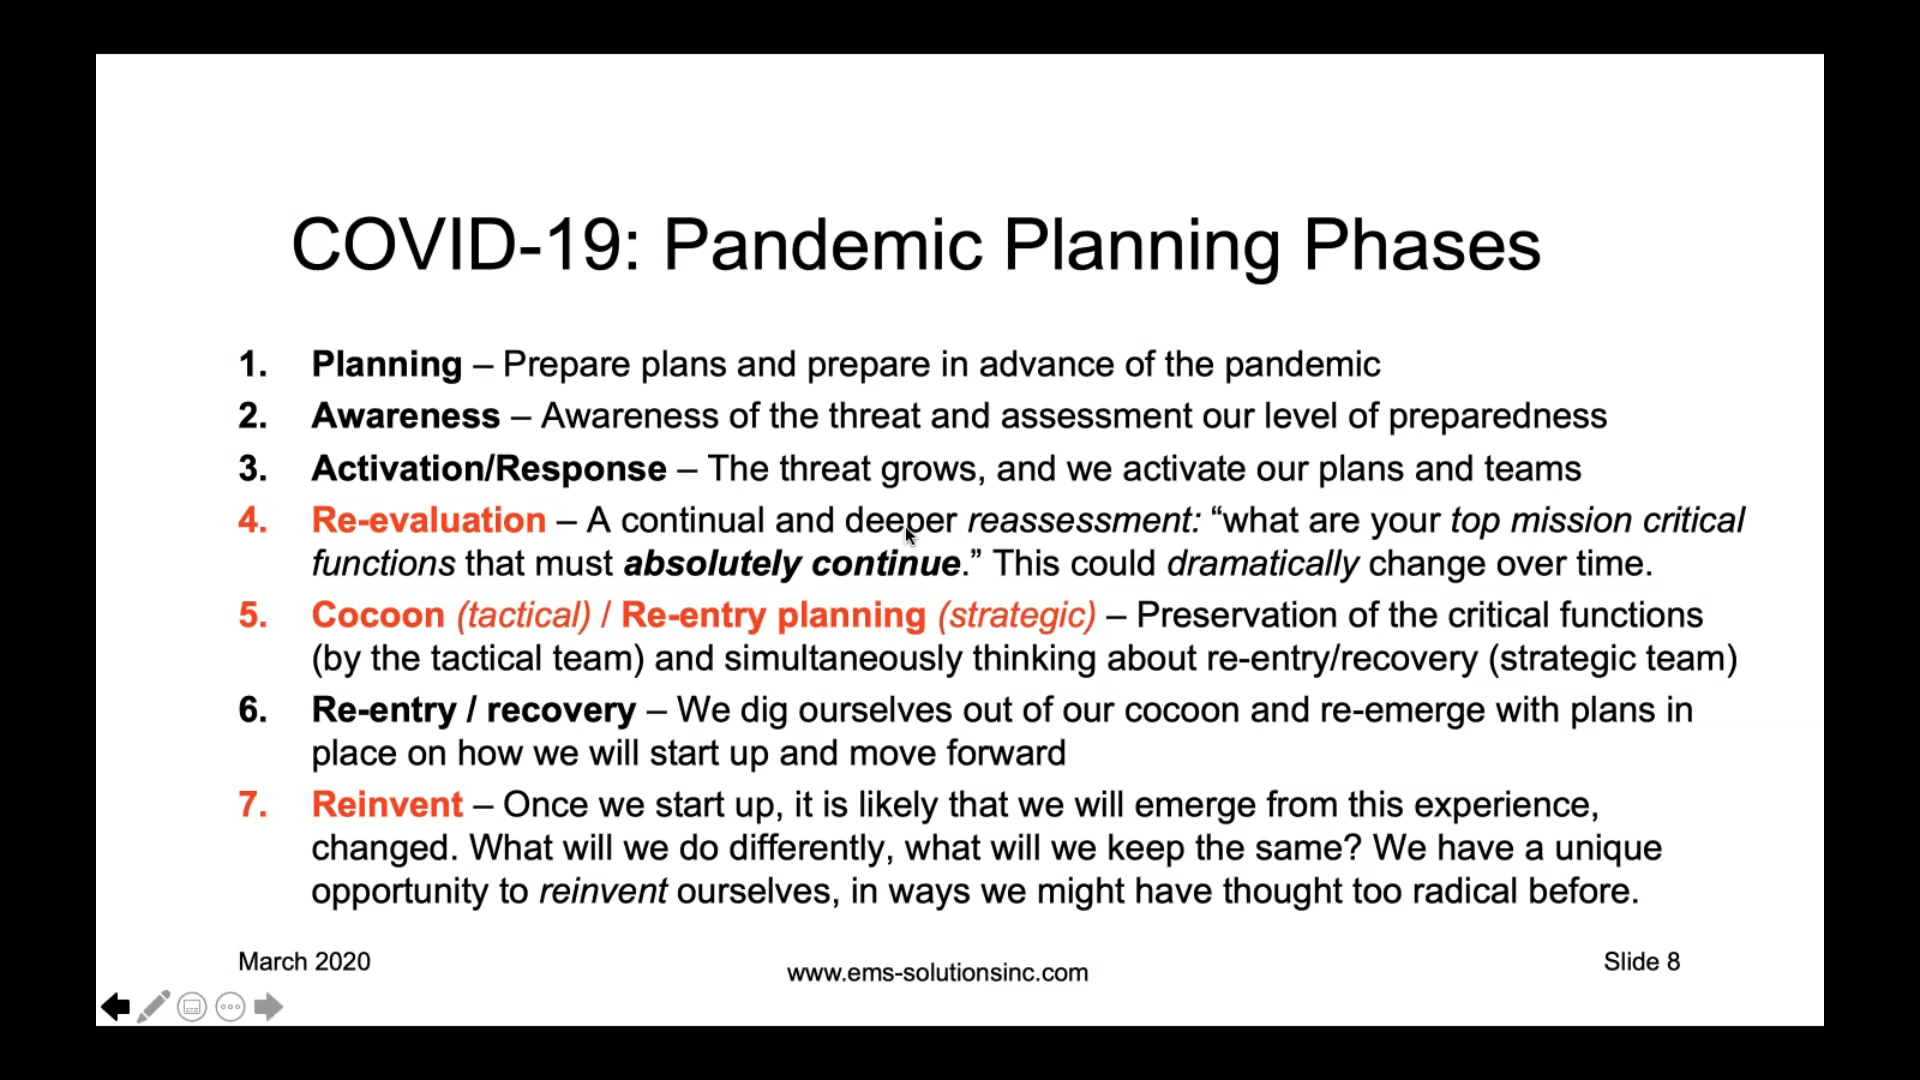 COVID-19: Pandemic Planning Phases
1. Planning – Prepare plans and prepare in advance of the pandemic
2. Awareness – Awareness of the threat and assessment our level of preparedness
3. Activation/Response – The threat grows, and we activate our plans and teams
4. Re-evaluation – A continual and deeper reassessment: “what are your top mission critical
functions that must absolutely continue.” This could dramatically change over time.
5. Cocoon (tactical) / Re-entry planning (strategic) – Preservation of the critical functions
(by the tactical team) and simultaneously thinking about re-entry/recovery (strategic team)
6. Re-entry / recovery – We dig ourselves out of our cocoon and re-emerge with plans in
place on how we will start up and move forward
7. Reinvent – Once we start up, it is likely that we will emerge from this experience,
changed. What will we do differently, what will we keep the same? We have a unique
opportunity to reinvent ourselves, in ways we might have thought too radical before.
March 2020
www.ems-solutionsinc.com
Slide 8